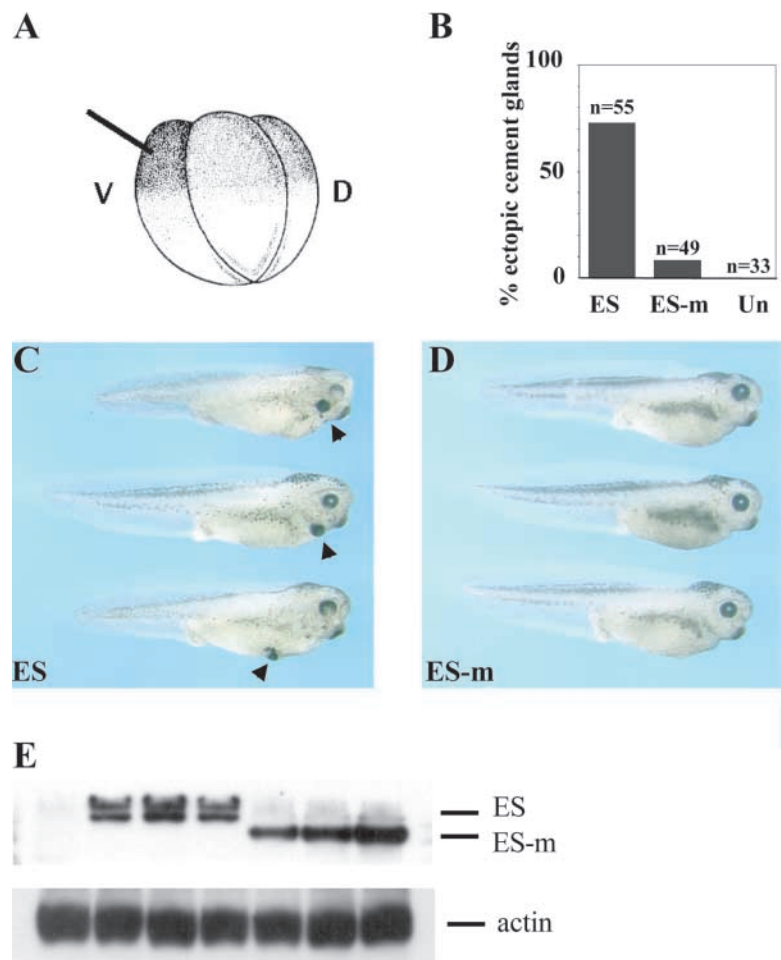 A
V
D
B
% ectopic cement glands
100
50
0
n=55
n=49
n=33
ES
ES-m
Un
C
ES
D
ES-m
E
ES
ES-m
actin